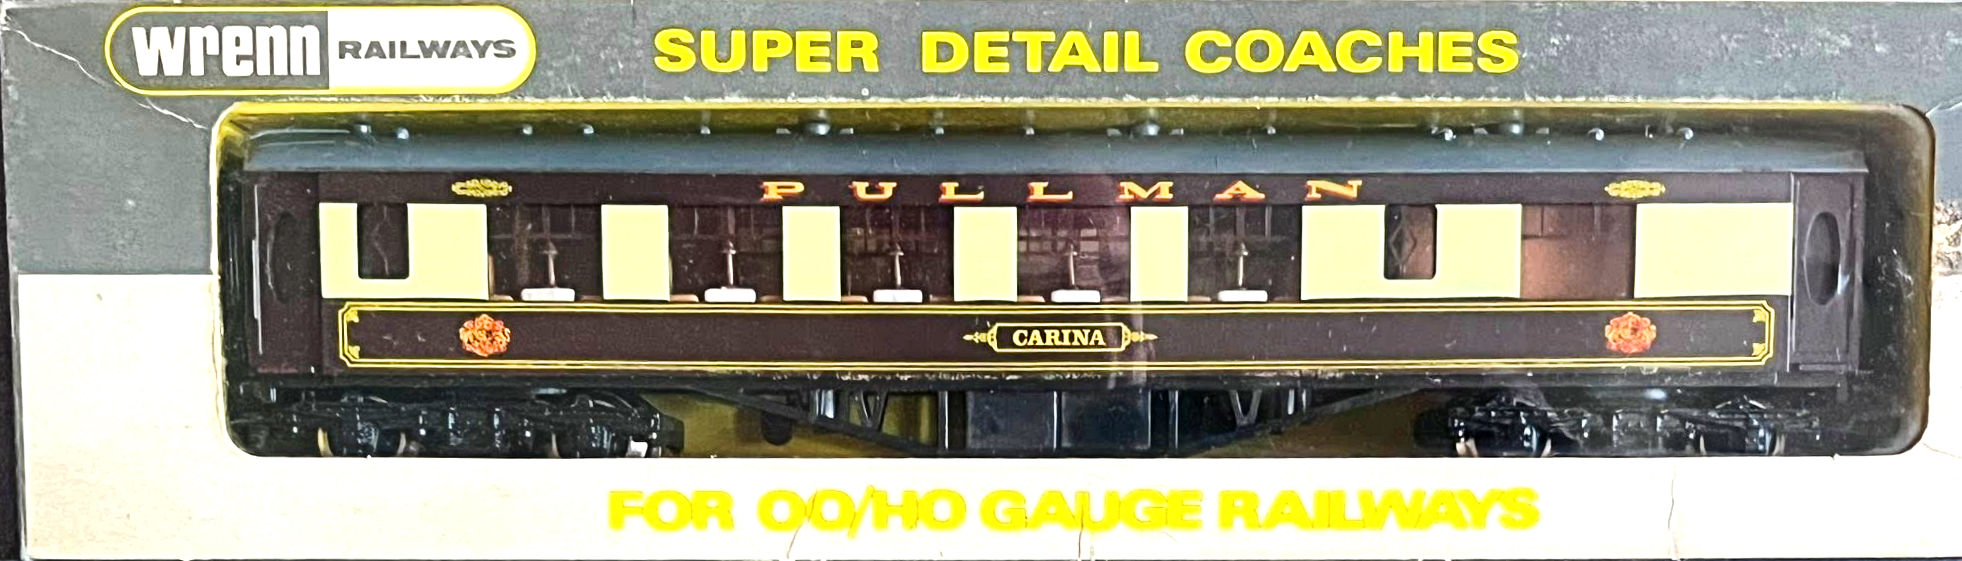 wrenn RAILWAYS
SUPER DETAIL COACHES
PULLMAN
CARINA
FOR OO/HO GAUGE RAILWAYS